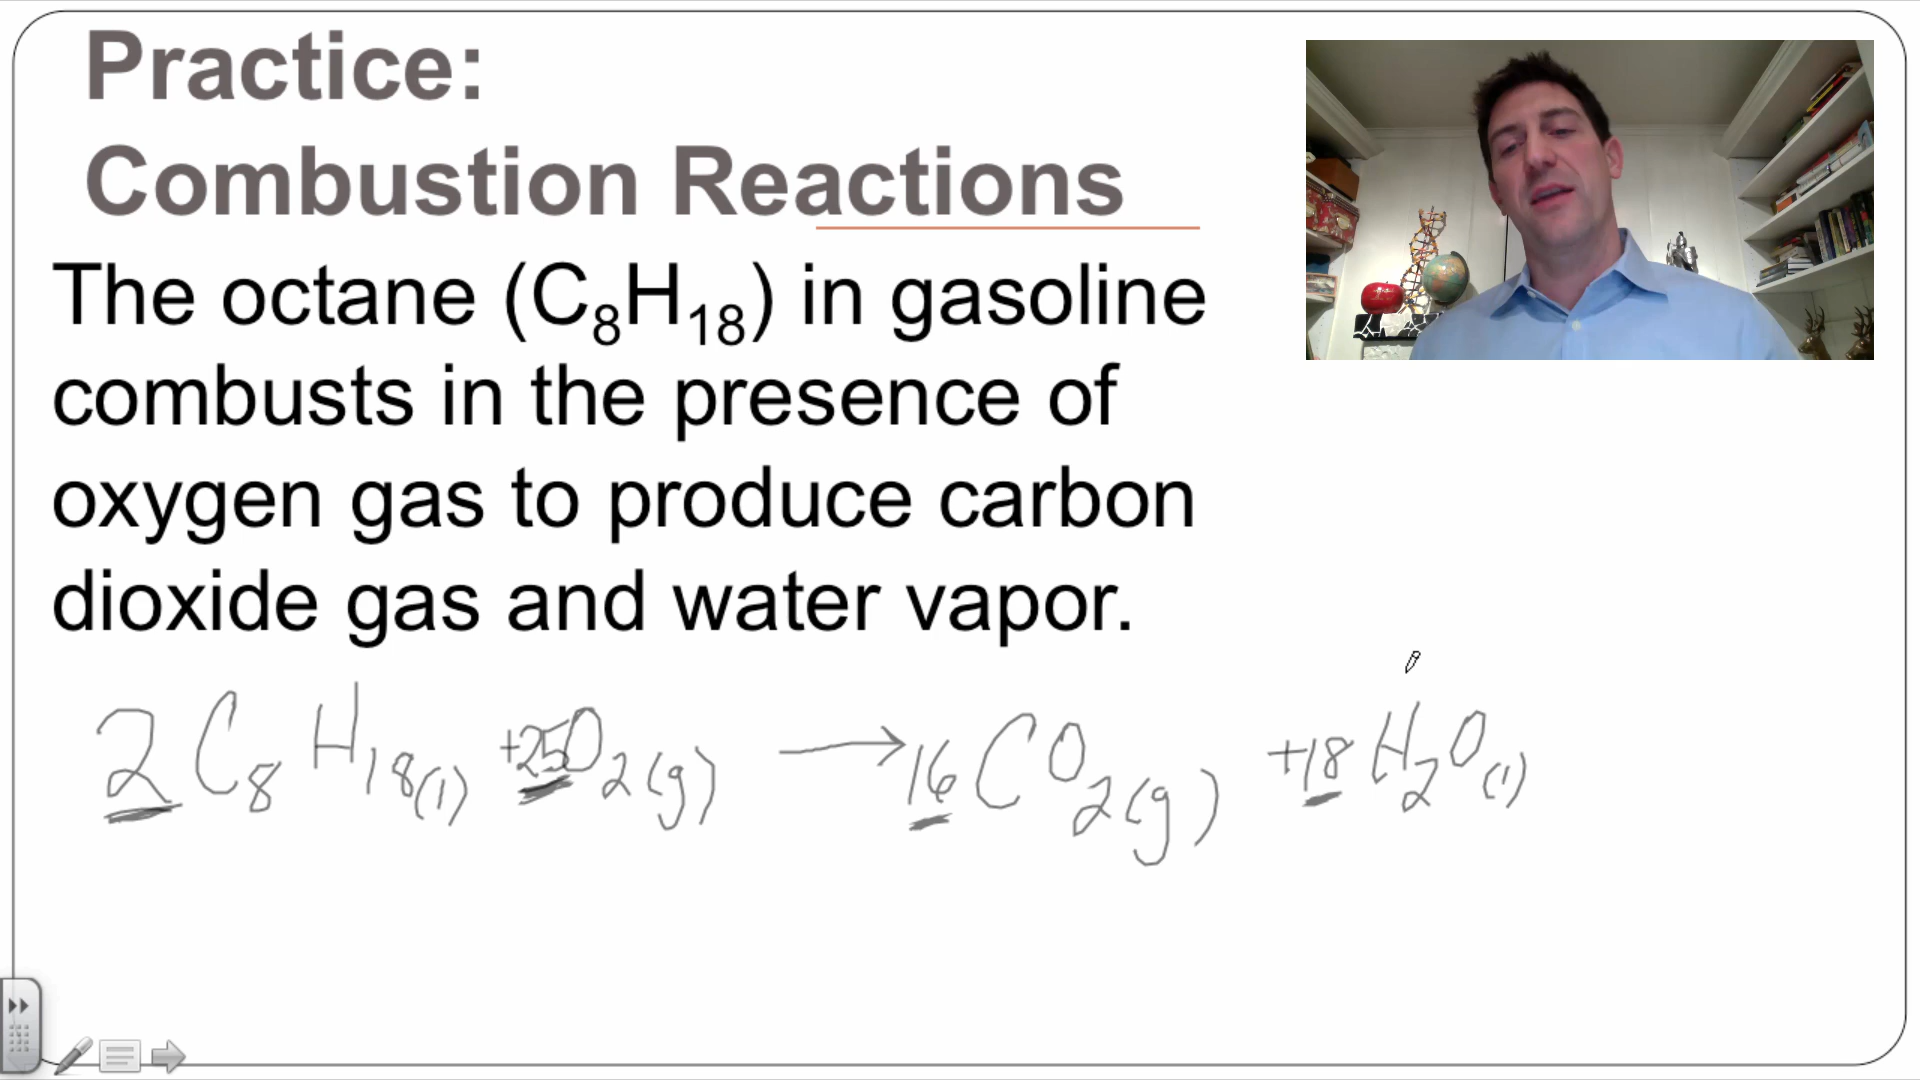 Practice:
Combustion Reactions
The octane (C₈H₁₈) in gasoline
combusts in the presence of
oxygen gas to produce carbon
dioxide gas and water vapor.
2C₈H₁₈(l) + 25O₂(g) → 16CO₂(g) + 18H₂O(l)